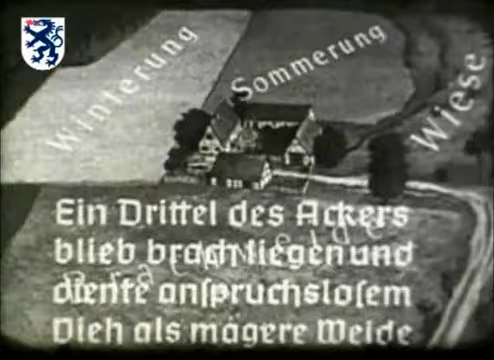 Winterung
Sommerung
Wiese
Ein Drittel des Ackers
blieb brach liegen und
diente anſpruchsloſem
Vieh als magere Weide